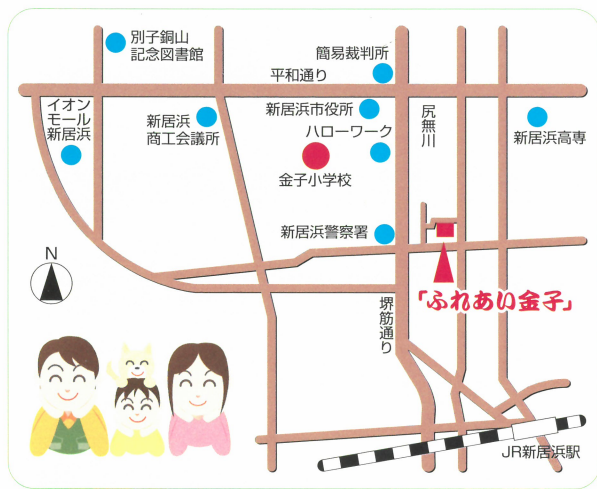 別子銅山
記念図書館
簡易裁判所
平和通り
イオン
モール
新居浜
新居浜
商工会議所
新居浜市役所
ハローワーク
尻無川
新居浜高専
金子小学校
新居浜警察署
N
「ふれあい金子」
堺筋通り
JR新居浜駅